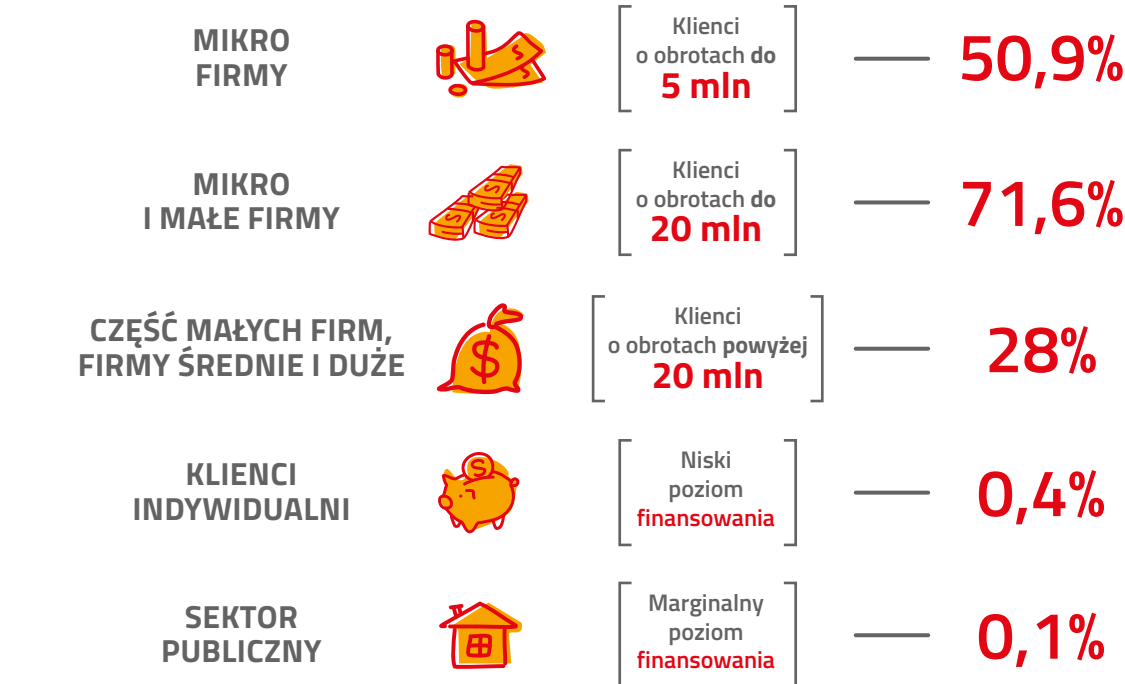 MIKRO
FIRMY
Klienci
o obrotach do
5 mln
50,9%
MIKRO
I MAŁE FIRMY
Klienci
o obrotach do
20 mln
71,6%
CZĘŚĆ MAŁYCH FIRM,
FIRMY ŚREDNIE I DUŻE
Klienci
o obrotach powyżej
20 mln
28%
KLIENCI
INDYWIDUALNI
Niski
poziom
finansowania
0,4%
SEKTOR
PUBLICZNY
Marginalny
poziom
finansowania
0,1%